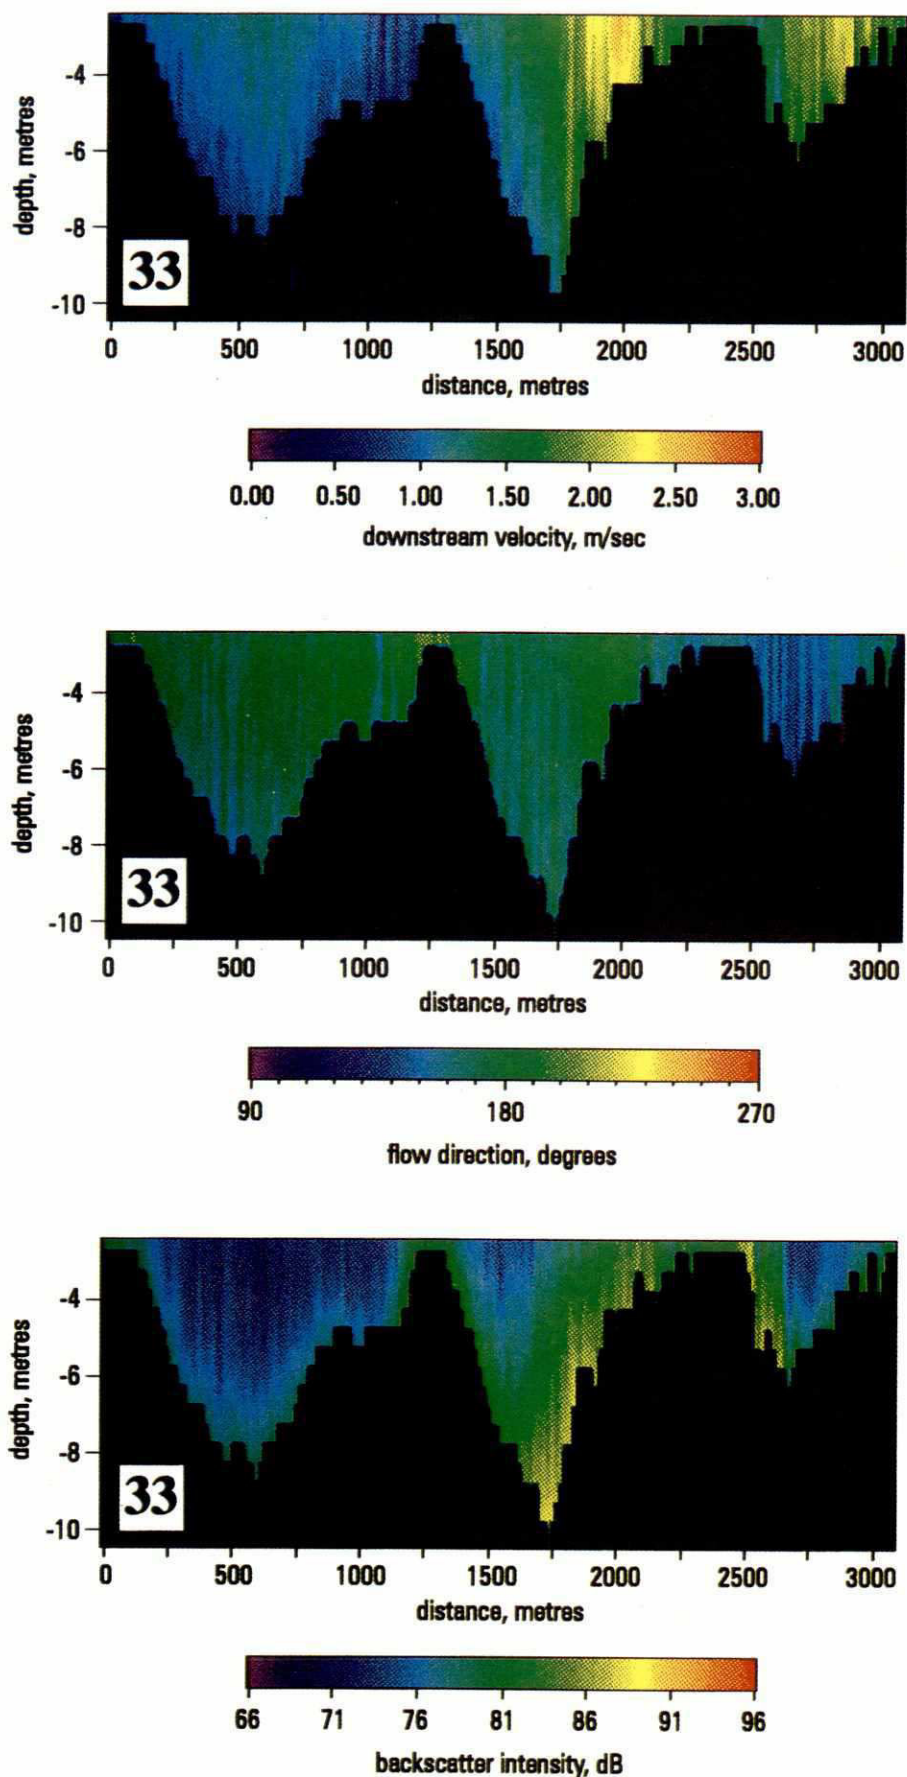 -4
-6
-8
-10
depth, metres
33
0 500 1000 1500 2000 2500 3000
distance, metres
0.00 0.50 1.00 1.50 2.00 2.50 3.00
downstream velocity, m/sec
-4
-6
-8
-10
depth, metres
33
0 500 1000 1500 2000 2500 3000
distance, metres
90 180 270
flow direction, degrees
-4
-6
-8
-10
depth, metres
33
0 500 1000 1500 2000 2500 3000
distance, metres
66 71 76 81 86 91 96
backscatter intensity, dB